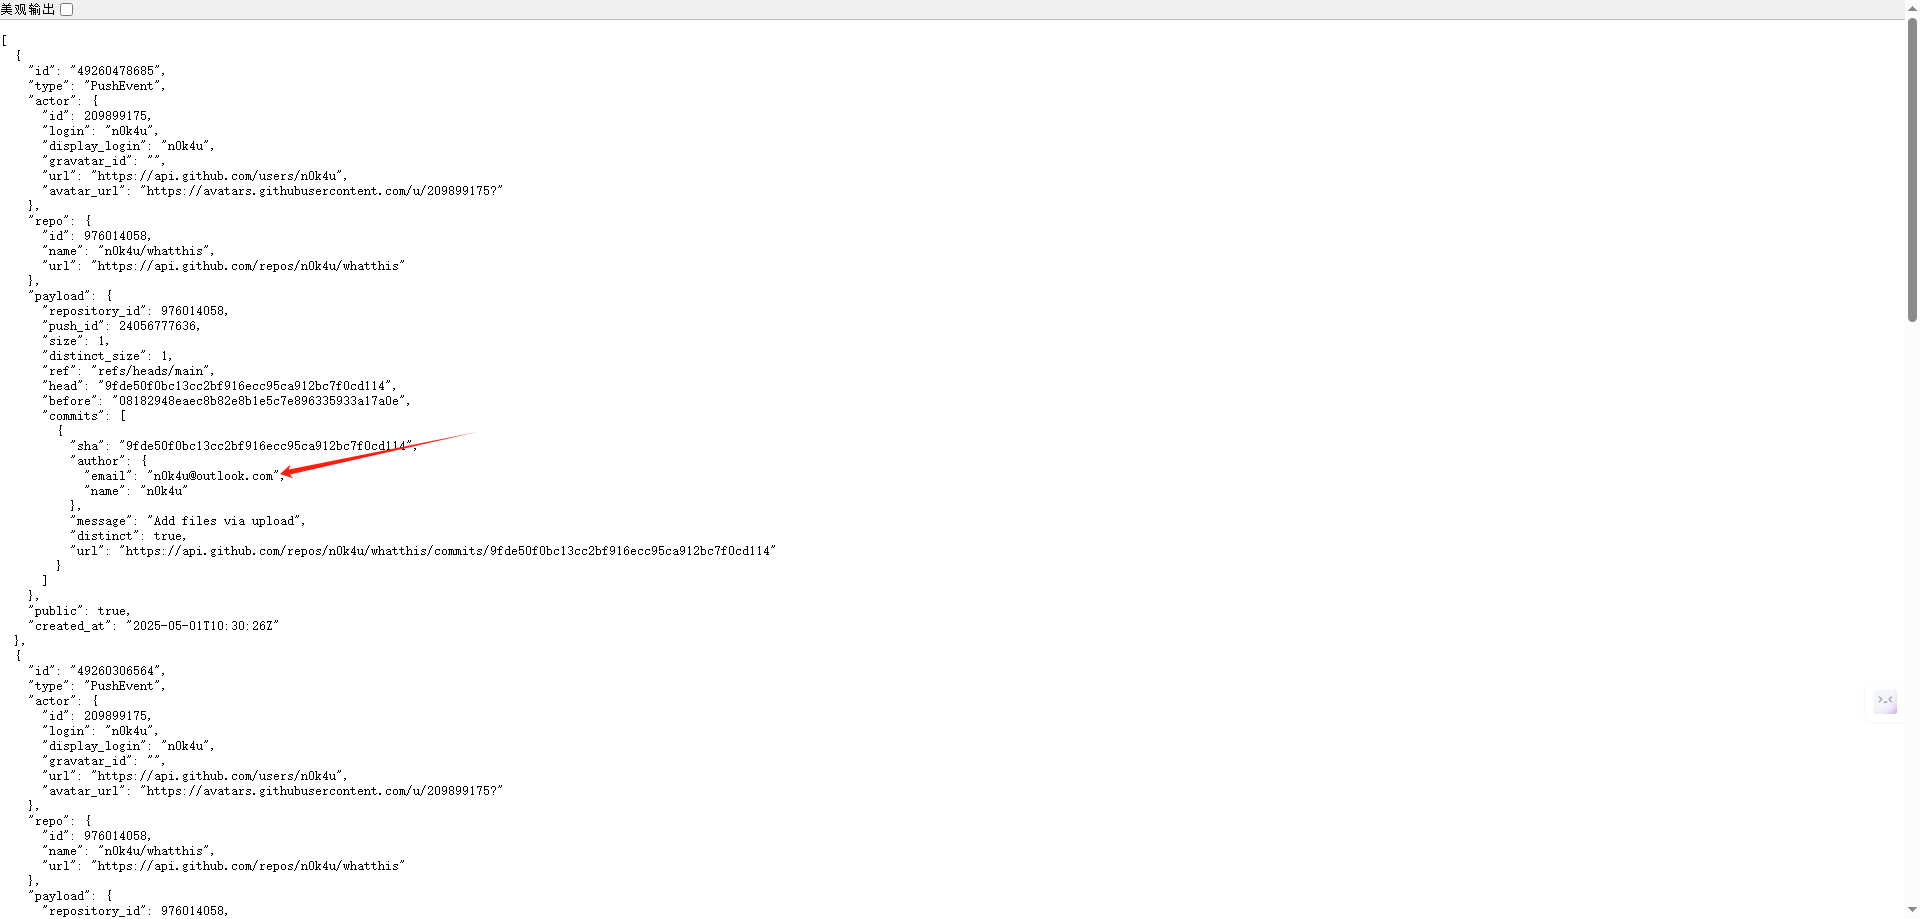 美观输出
[
  {
    "id": "49260478685",
    "type": "PushEvent",
    "actor": {
      "id": 209899175,
      "login": "n0k4u",
      "display_login": "n0k4u",
      "gravatar_id": "",
      "url": "https://api.github.com/users/n0k4u",
      "avatar_url": "https://avatars.githubusercontent.com/u/209899175?"
    },
    "repo": {
      "id": 976014058,
      "name": "n0k4u/whatthis",
      "url": "https://api.github.com/repos/n0k4u/whatthis"
    },
    "payload": {
      "repository_id": 976014058,
      "push_id": 24056777636,
      "size": 1,
      "distinct_size": 1,
      "ref": "refs/heads/main",
      "head": "9fde50f0bc13cc2bf916ecc95ca912bc7f0cd114",
      "before": "08182948eaec8b82e8b1e5c7e896335933a17a0e",
      "commits": [
        {
          "sha": "9fde50f0bc13cc2bf916ecc95ca912bc7f0cd114",
          "author": {
            "email": "n0k4u@outlook.com",
            "name": "n0k4u"
          },
          "message": "Add files via upload",
          "distinct": true,
          "url": "https://api.github.com/repos/n0k4u/whatthis/commits/9fde50f0bc13cc2bf916ecc95ca912bc7f0cd114"
        }
      ]
    },
    "public": true,
    "created_at": "2025-05-01T10:30:26Z"
  },
  {
    "id": "49260306564",
    "type": "PushEvent",
    "actor": {
      "id": 209899175,
      "login": "n0k4u",
      "display_login": "n0k4u",
      "gravatar_id": "",
      "url": "https://api.github.com/users/n0k4u",
      "avatar_url": "https://avatars.githubusercontent.com/u/209899175?"
    },
    "repo": {
      "id": 976014058,
      "name": "n0k4u/whatthis",
      "url": "https://api.github.com/repos/n0k4u/whatthis"
    },
    "payload": {
      "repository_id": 976014058,